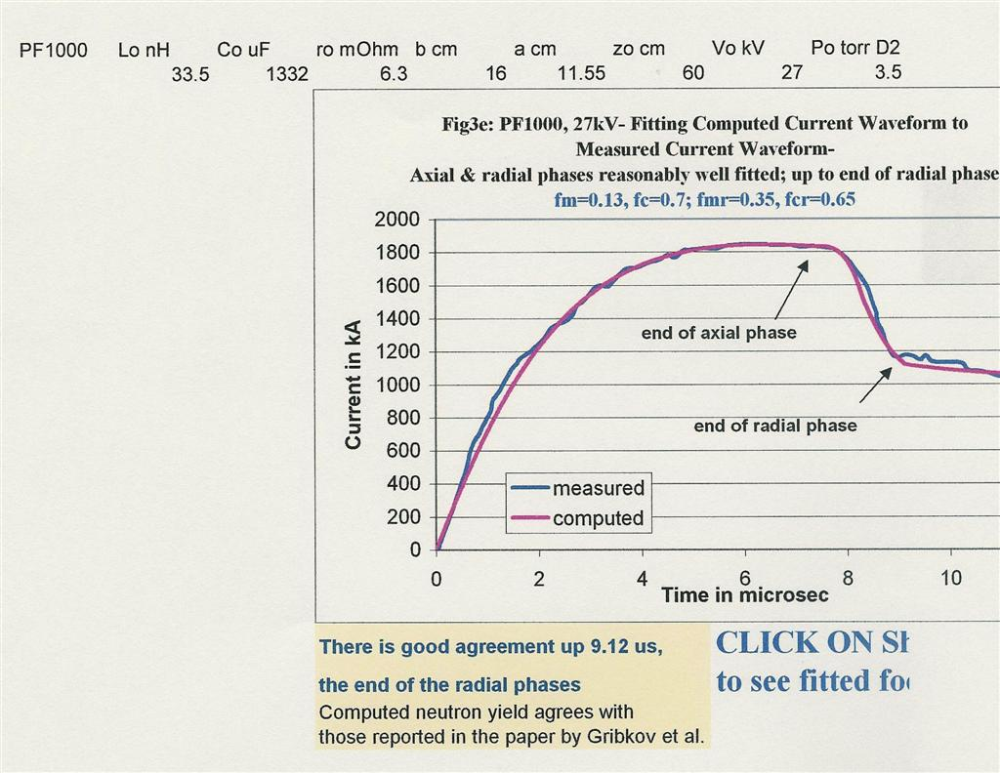 PF1000 Lo nH Co uF ro mOhm b cm a cm zo cm Vo kV Po torr D2
33.5 1332 6.3 16 11.55 60 27 3.5
Fig3e: PF1000, 27kV- Fitting Computed Current Waveform to
Measured Current Waveform-
Axial & radial phases reasonably well fitted; up to end of radial phase
fm=0.13, fc=0.7; fmr=0.35, fcr=0.65
2000
1800
1600
1400
1200
1000
800
600
400
200
0
Current in kA
end of axial phase
end of radial phase
measured
computed
0 2 4 6 8 10
Time in microsec
There is good agreement up 9.12 us,
the end of the radial phases
Computed neutron yield agrees with
those reported in the paper by Gribkov et al.
CLICK ON
to see fitted